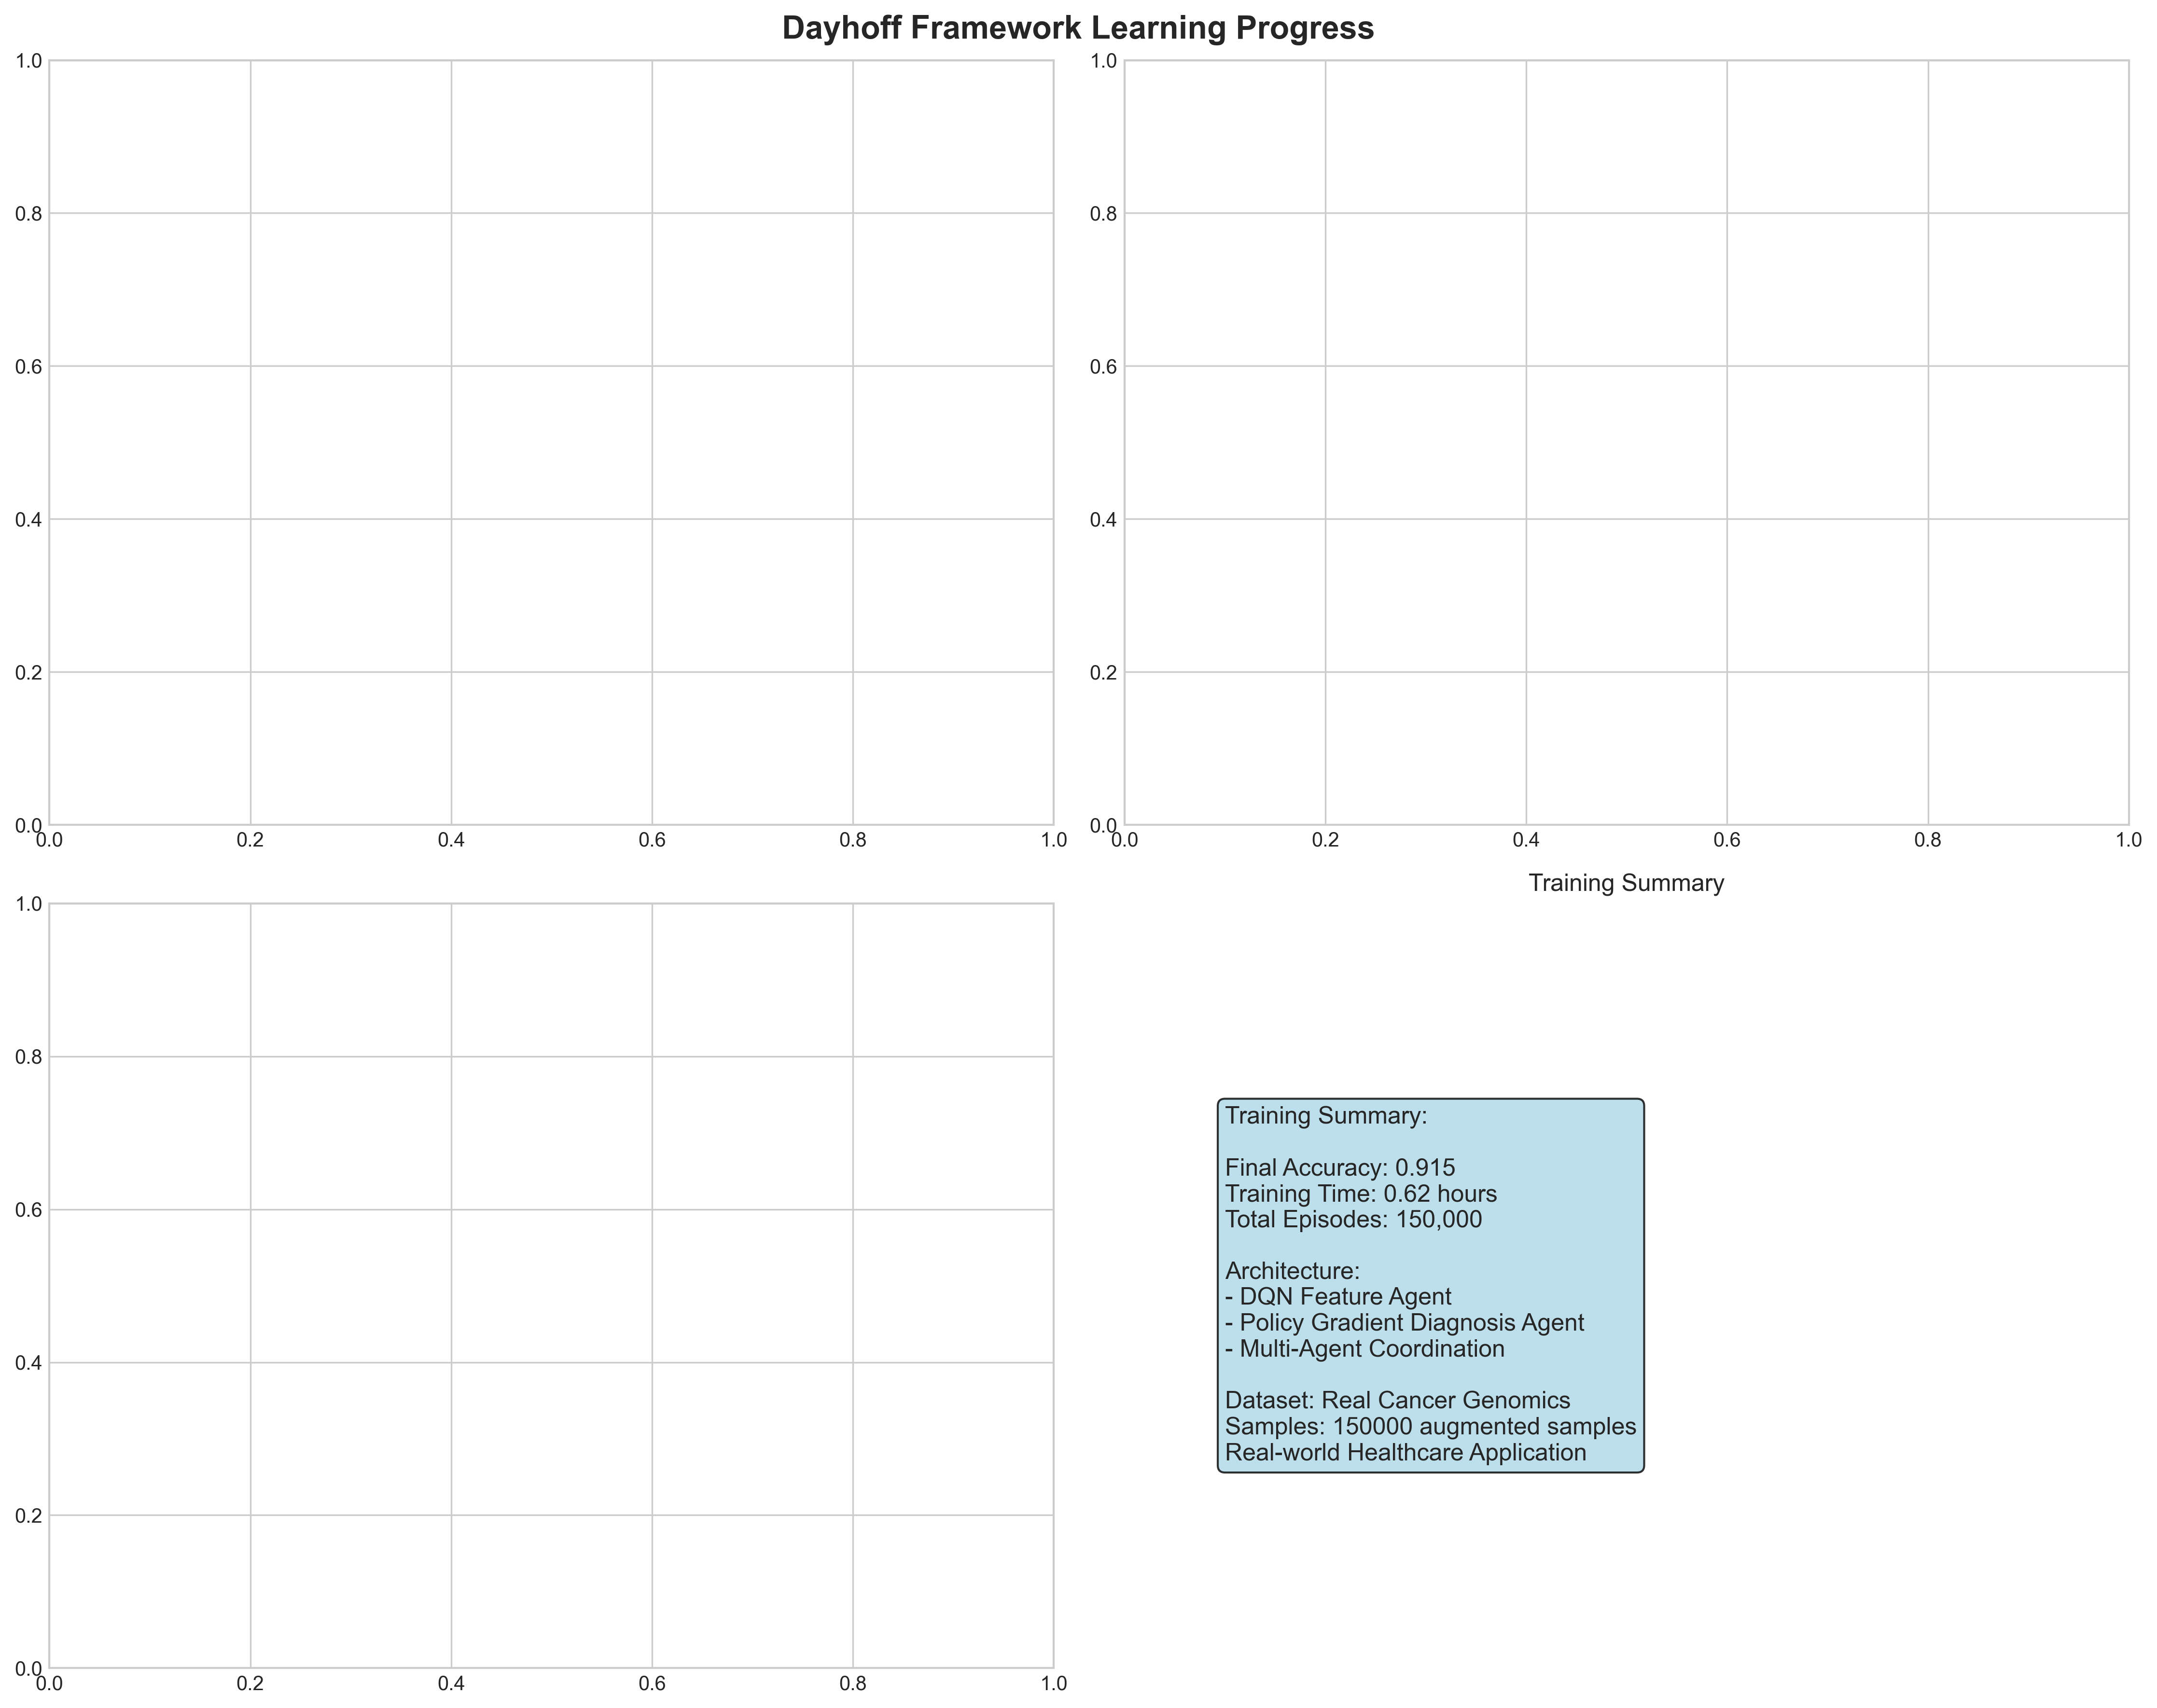 Dayhoff Framework Learning Progress
1.0
0.8
0.6
0.4
0.2
0.0
0.0 0.2 0.4 0.6 0.8 1.0
1.0
0.8
0.6
0.4
0.2
0.0
0.0 0.2 0.4 0.6 0.8 1.0
1.0
0.8
0.6
0.4
0.2
0.0
0.0 0.2 0.4 0.6 0.8 1.0
Training Summary
Training Summary:
Final Accuracy: 0.915
Training Time: 0.62 hours
Total Episodes: 150,000
Architecture:
- DQN Feature Agent
- Policy Gradient Diagnosis Agent
- Multi-Agent Coordination
Dataset: Real Cancer Genomics
Samples: 150000 augmented samples
Real-world Healthcare Application